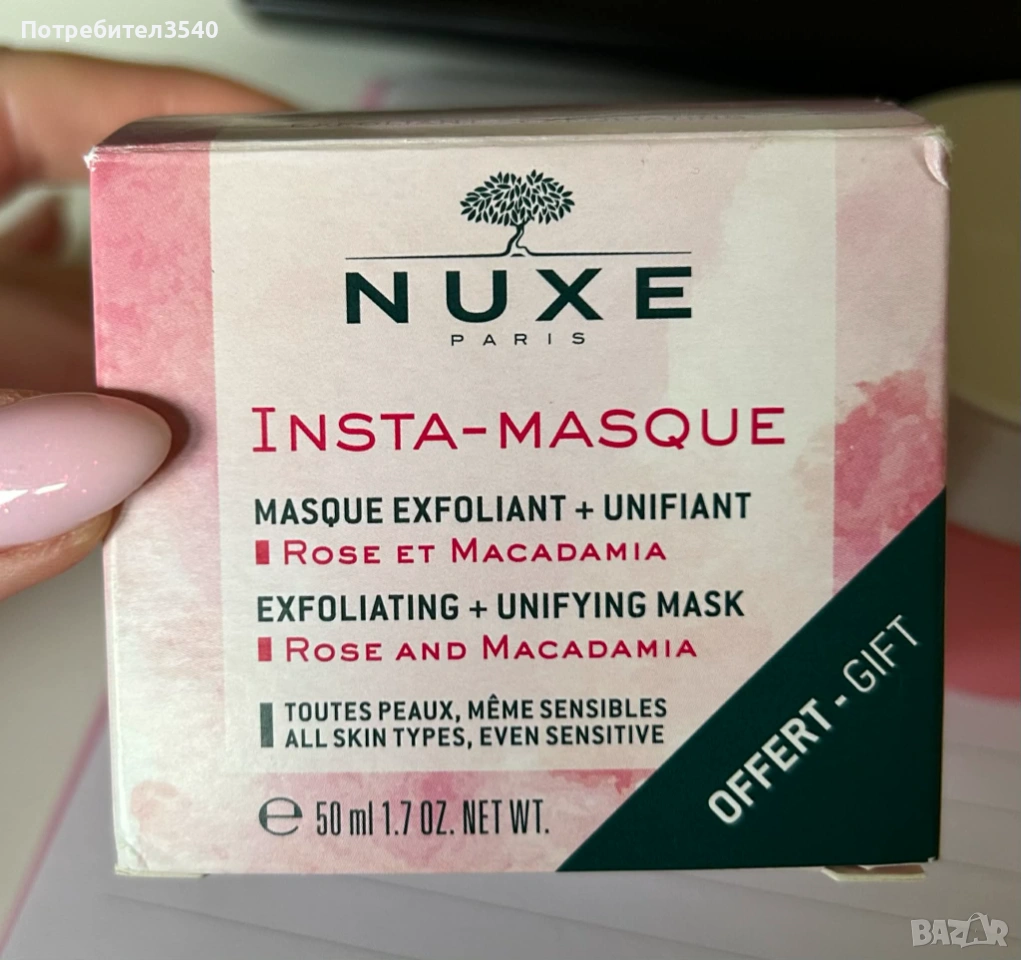 Потребител3540
NUXE
PARIS
INSTA-MASQUE
MASQUE EXFOLIANT + UNIFIANT
ROSE ET MACADAMIA
EXFOLIATING + UNIFYING MASK
ROSE AND MACADAMIA
TOUTES PEAUX, MÊME SENSIBLES
ALL SKIN TYPES, EVEN SENSITIVE
℮ 50 ml 1.7 OZ. NET WT.
OFFERT - GIFT
BAZAR